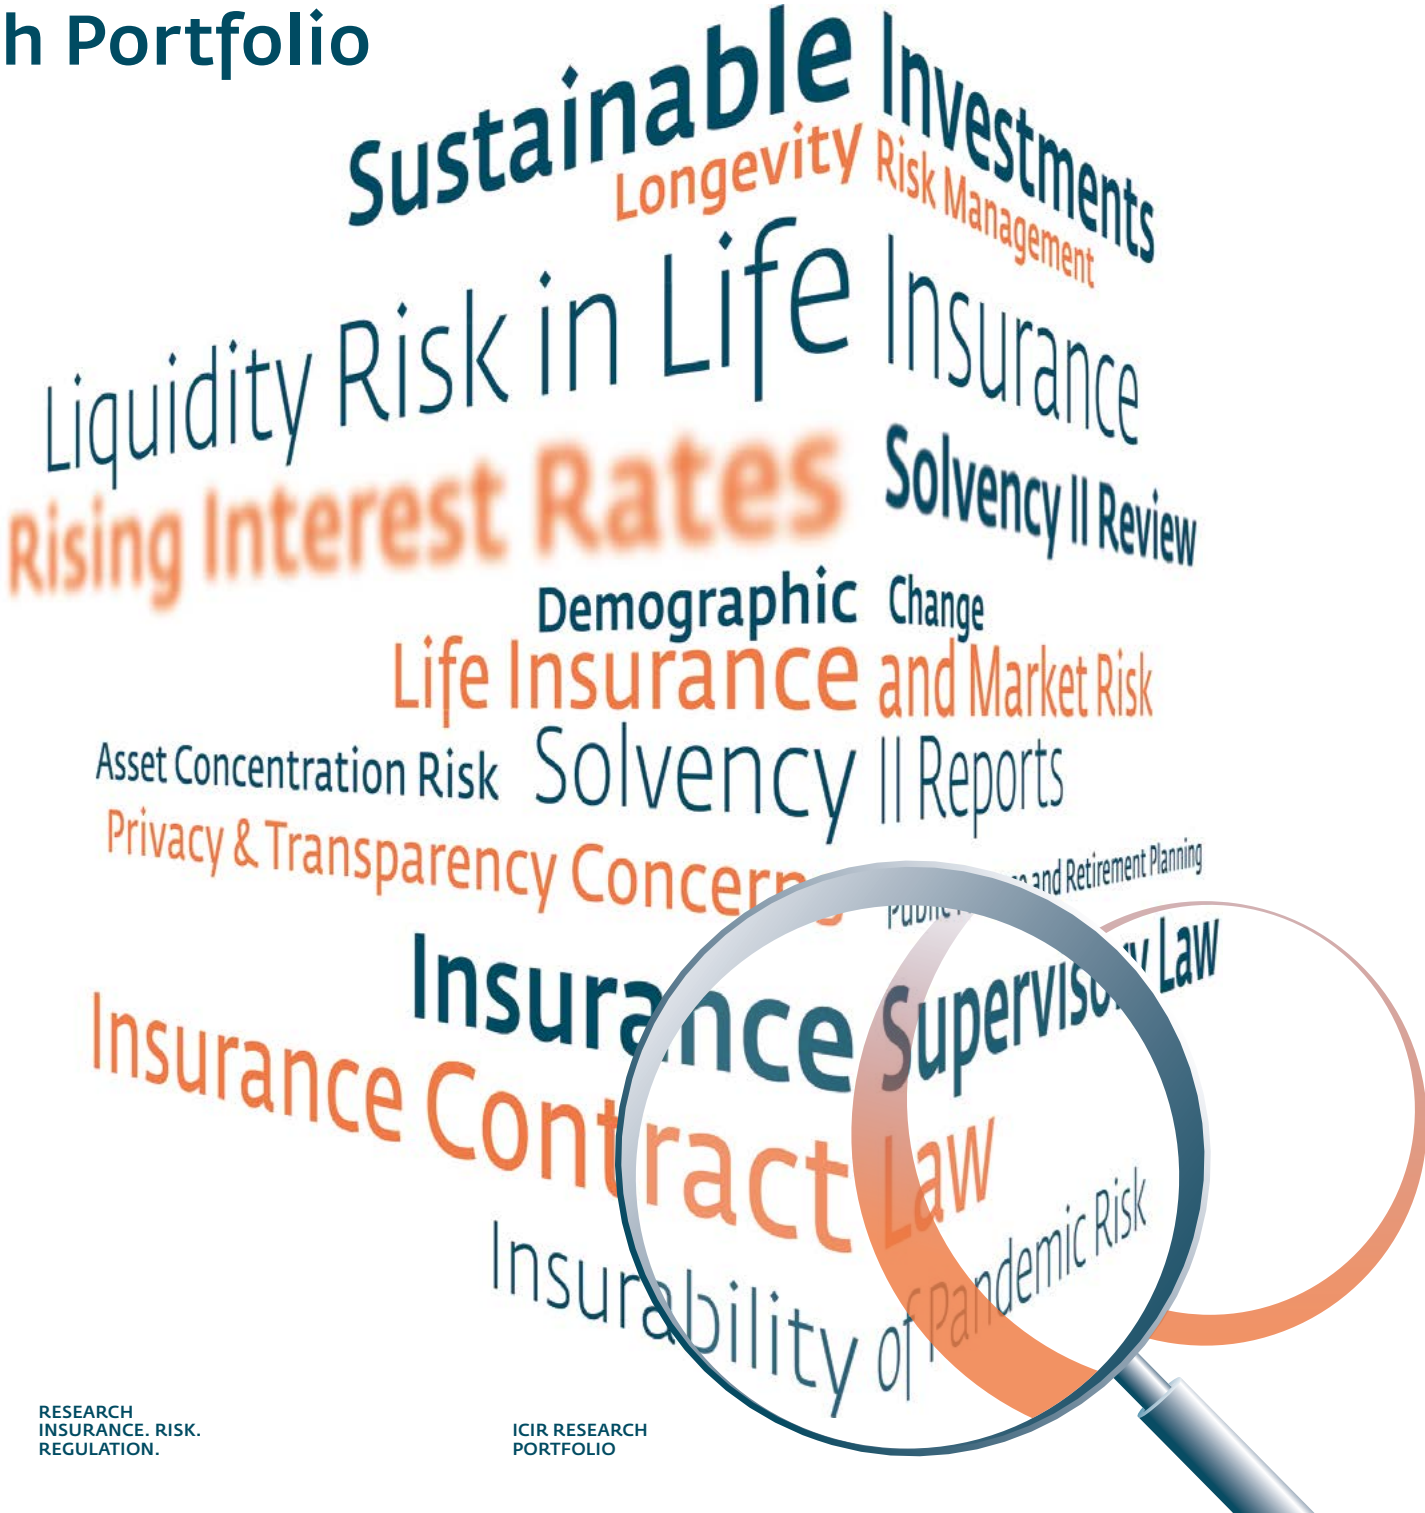 h Portfolio
Sustainable Investments
Longevity Risk Management
Liquidity Risk in Life Insurance
Rising Interest Rates
Solvency II Review
Demographic Change
Life Insurance and Market Risk
Asset Concentration Risk
Solvency II Reports
Privacy & Transparency Concerns
Public and Retirement Planning
Insurance Supervisory Law
Insurance Contract Law
Insurability of Pandemic Risk
RESEARCH
INSURANCE. RISK.
REGULATION.
ICIR RESEARCH
PORTFOLIO